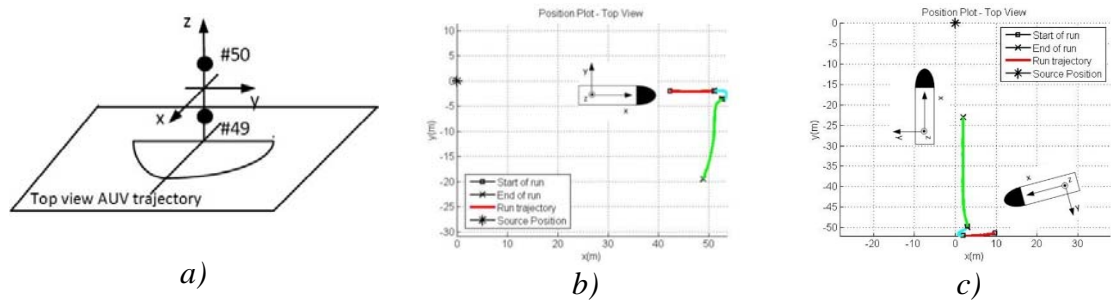 z
#50
y
x
#49
Top view AUV trajectory
a)
Position Plot - Top View
10
5
0
-5
-10
-15
-20
-25
-30
y(m)
Y
z
x
Start of run
End of run
Run trajectory
Source Position
0
10
20
30
40
50
x(m)
b)
Position Plot - Top View
0
-5
-10
-15
-20
-25
-30
-35
-40
-45
-50
y(m)
Start of run
End of run
Run trajectory
Source Position
x
Y
z
x
z
Y
-20
-10
0
10
20
30
x(m)
c)